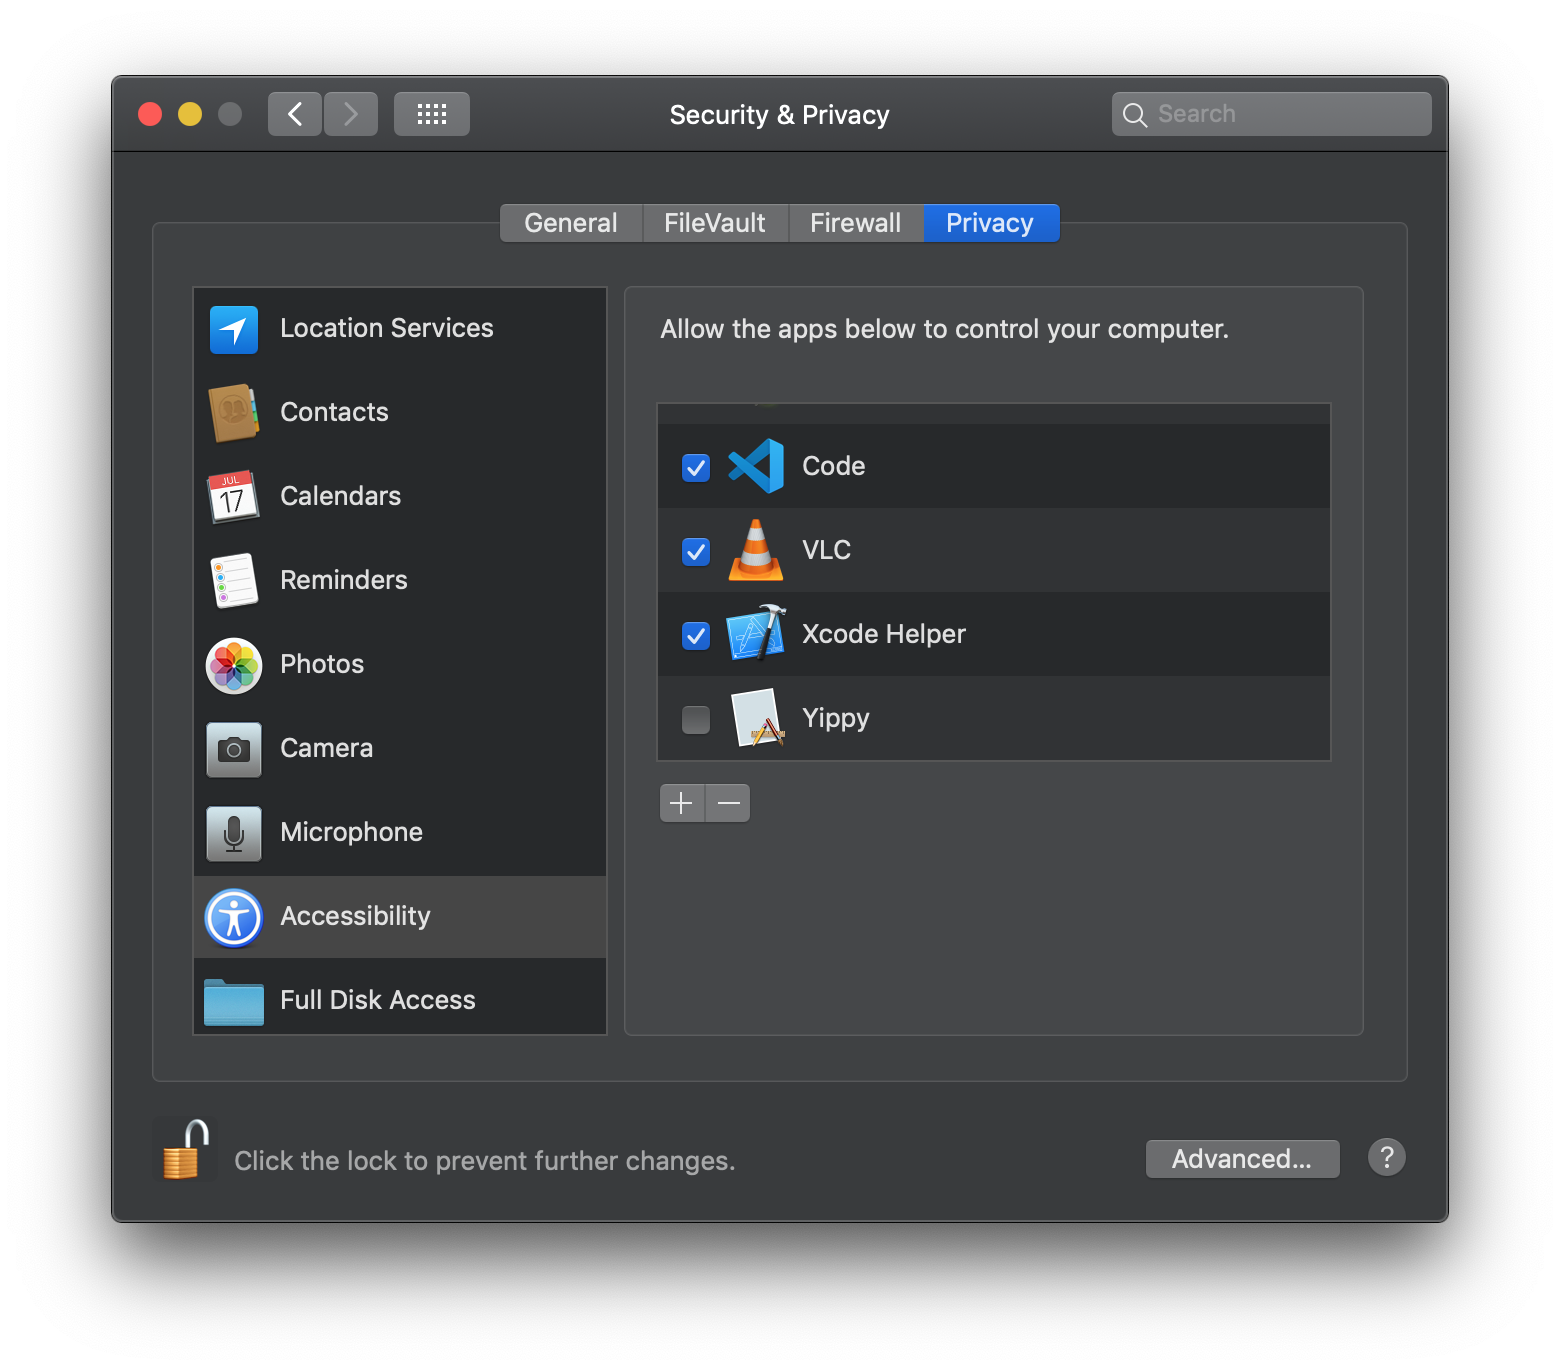 Security & Privacy
Search
General
FileVault
Firewall
Privacy
Location Services
Contacts
JUL
17
Calendars
Reminders
Photos
Camera
Microphone
Accessibility
Full Disk Access
Allow the apps below to control your computer.
Code
VLC
Xcode Helper
Yippy
Click the lock to prevent further changes.
Advanced...
?